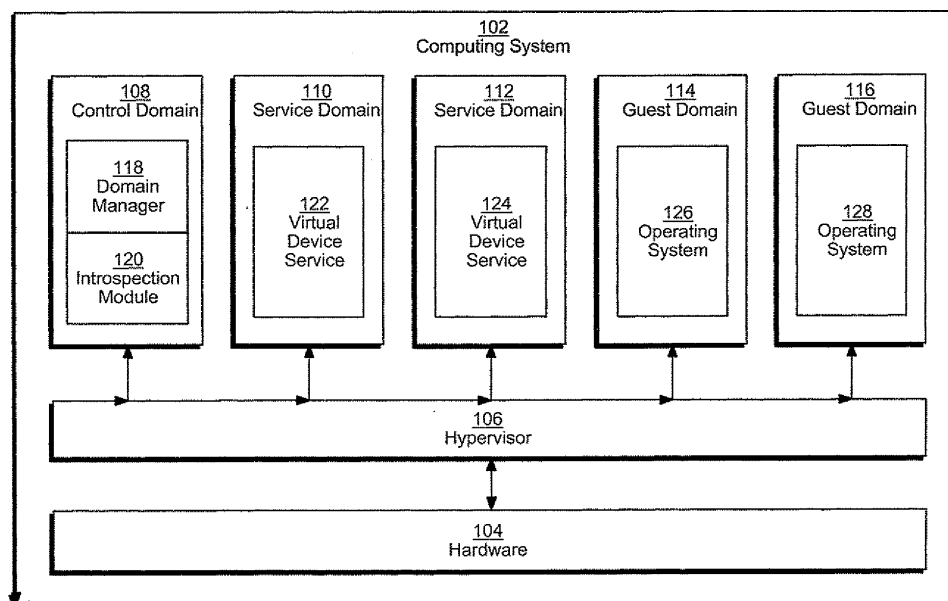 102
Computing System
108
Control Domain
118
Domain
Manager
120
Introspection
Module
110
Service Domain
122
Virtual
Device
Service
112
Service Domain
124
Virtual
Device
Service
114
Guest Domain
126
Operating
System
116
Guest Domain
128
Operating
System
106
Hypervisor
104
Hardware